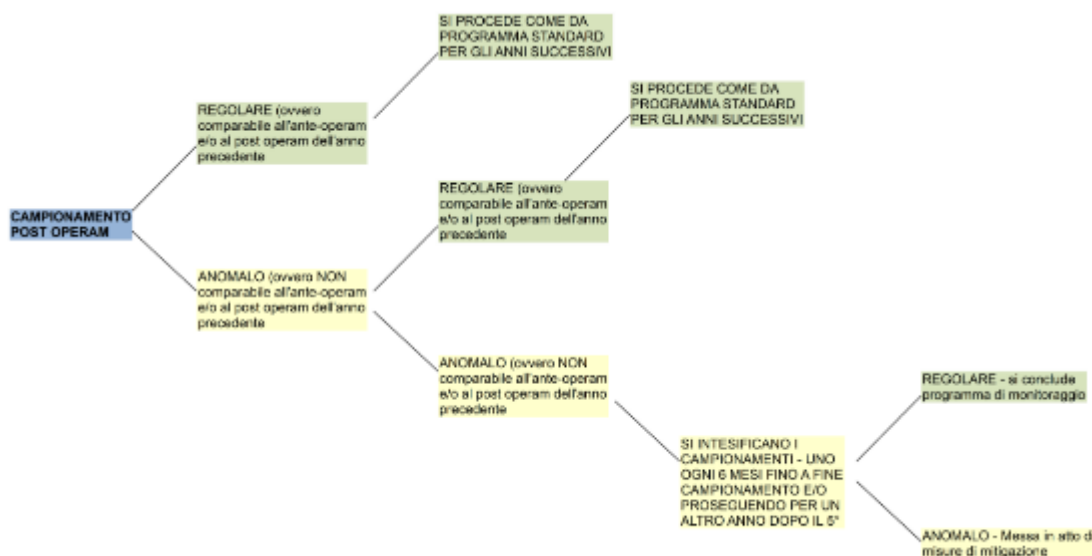 SI PROCEDE COME DA
PROGRAMMA STANDARD
PER GLI ANNI SUCCESSIVI
SI PROCEDE COME DA
PROGRAMMA STANDARD
PER GLI ANNI SUCCESSIVI
REGOLARE (ovvero
comparabile all'ante-operam
e/o al post operam dell'anno
precedente
REGOLARE (ovvero
comparabile all'ante-operam
e/o al post operam dell'anno
precedente
CAMPIONAMENTO
POST OPERAM
ANOMALO (ovvero NON
comparabile all'ante-operam
e/o al post operam dell'anno
precedente
ANOMALO (ovvero NON
comparabile all'ante-operam
e/o al post operam dell'anno
precedente
REGOLARE - si conclude
programma di monitoraggio
SI INTESIFICANO I
CAMPIONAMENTI - UNO
OGNI 6 MESI FINO A FINE
CAMPIONAMENTO E/O
PROSEGUENDO PER UN
ALTRO ANNO DOPO IL 5°
ANOMALO - Messa in atto d
misure di mitigazione